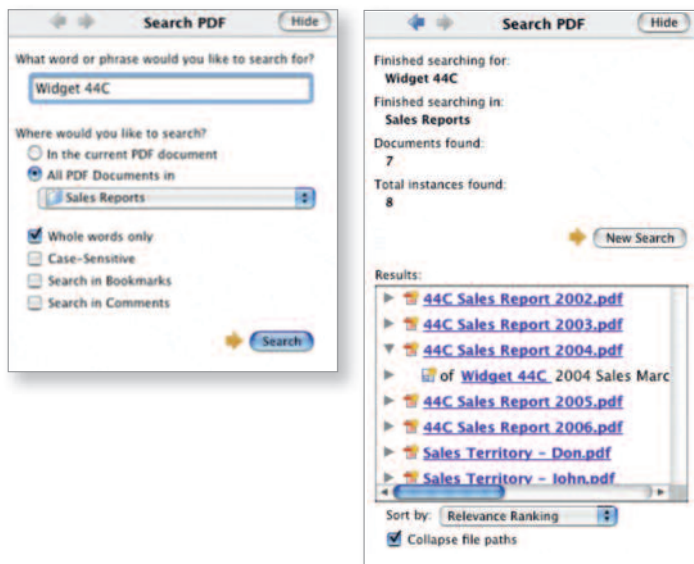 Search PDF
Hide
What word or phrase would you like to search for?
Widget 44C
Where would you like to search?
In the current PDF document
All PDF Documents in
Sales Reports
Whole words only
Case-Sensitive
Search in Bookmarks
Search in Comments
Search
Search PDF
Hide
Finished searching for:
Widget 44C
Finished searching in:
Sales Reports
Documents found:
7
Total instances found:
8
New Search
Results:
44C Sales Report 2002.pdf
44C Sales Report 2003.pdf
44C Sales Report 2004.pdf
of Widget 44C 2004 Sales Marc
44C Sales Report 2005.pdf
44C Sales Report 2006.pdf
Sales Territory – Don.pdf
Sales Territory – John.pdf
Sort by: Relevance Ranking
Collapse file paths